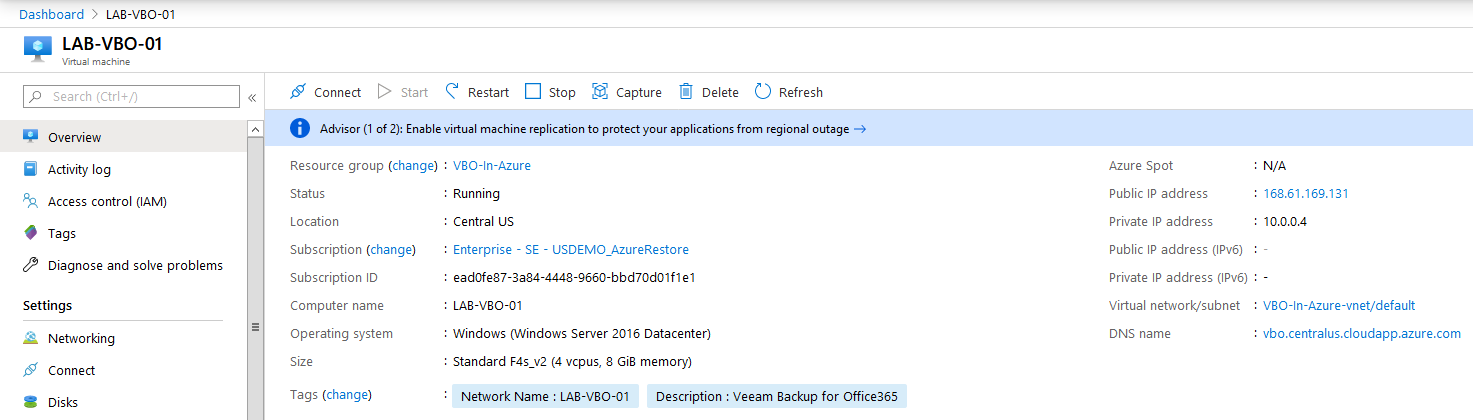 Dashboard > LAB-VBO-01
LAB-VBO-01
Virtual machine
Search (Ctrl+/)
«
Connect Start Restart Stop Capture Delete Refresh
Overview
Activity log
Access control (IAM)
Tags
Diagnose and solve problems
Settings
Networking
Connect
Disks
Advisor (1 of 2): Enable virtual machine replication to protect your applications from regional outage →
Resource group (change) : VBO-In-Azure
Status : Running
Location : Central US
Subscription (change) : Enterprise - SE - USDEMO_AzureRestore
Subscription ID : ead0fe87-3a84-4448-9660-bbd70d01f1e1
Computer name : LAB-VBO-01
Operating system : Windows (Windows Server 2016 Datacenter)
Size : Standard F4s_v2 (4 vcpus, 8 GiB memory)
Tags (change) : Network Name : LAB-VBO-01 Description : Veeam Backup for Office365
Azure Spot : N/A
Public IP address : 168.61.169.131
Private IP address : 10.0.0.4
Public IP address (IPv6) : -
Private IP address (IPv6) : -
Virtual network/subnet : VBO-In-Azure-vnet/default
DNS name : vbo.centralus.cloudapp.azure.com